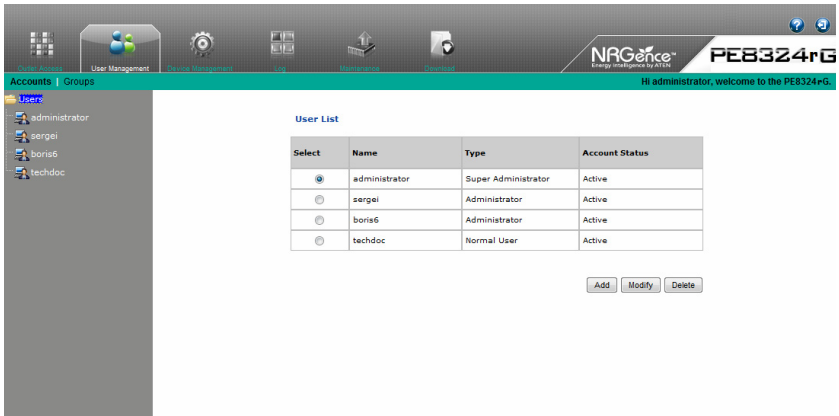 NRGence™
Energy Intelligence by ATEN
PE8324rG
Outlet Access
User Management
Device Management
Log
Maintenance
Download
Accounts | Groups
Hi administrator, welcome to the PE8324rG.
Users
administrator
sergei
boris6
techdoc
User List
Select Name Type Account Status
administrator Super Administrator Active
sergei Administrator Active
boris6 Administrator Active
techdoc Normal User Active
Add Modify Delete